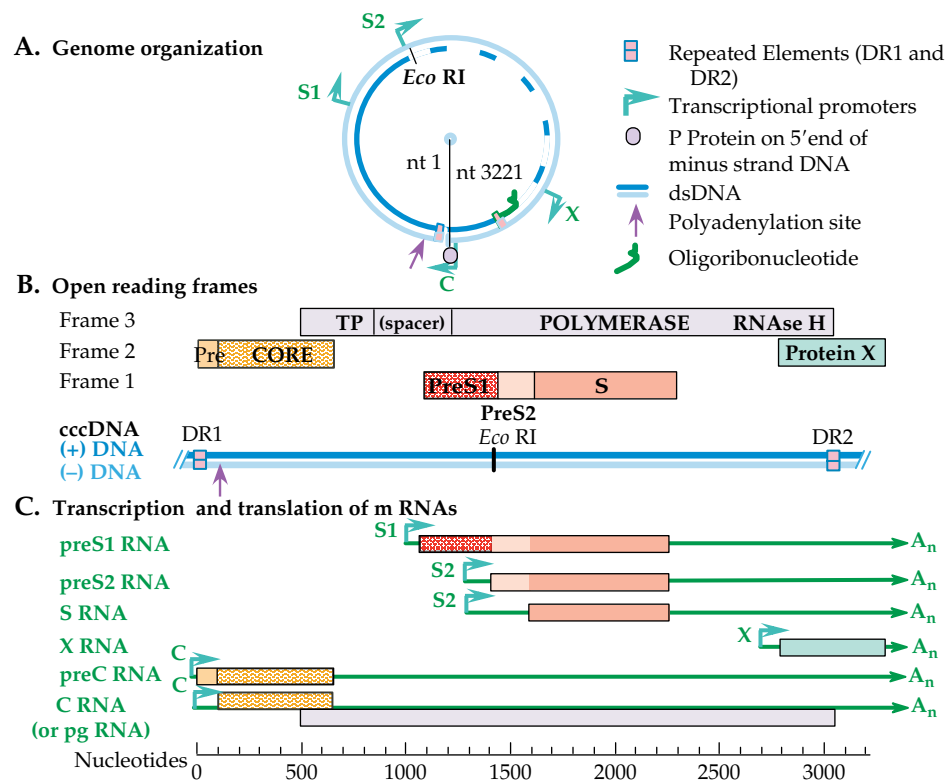 A. Genome organization
S2
Eco RI
S1
nt 1
nt 3221
X
C
Repeated Elements (DR1 and
DR2)
Transcriptional promoters
P Protein on 5'end of
minus strand DNA
dsDNA
Polyadenylation site
Oligoribonucleotide
B. Open reading frames
Frame 3
TP (spacer) POLYMERASE RNAse H
Frame 2
Pre CORE Protein X
Frame 1
PreS1 S
PreS2
cccDNA
DR1 Eco RI DR2
(+) DNA
(–) DNA
C. Transcription and translation of m RNAs
preS1 RNA S1 An
preS2 RNA S2 An
S RNA S2 An
X RNA X An
preC RNA C An
C RNA C An
(or pg RNA)
Nucleotides
0 500 1000 1500 2000 2500 3000